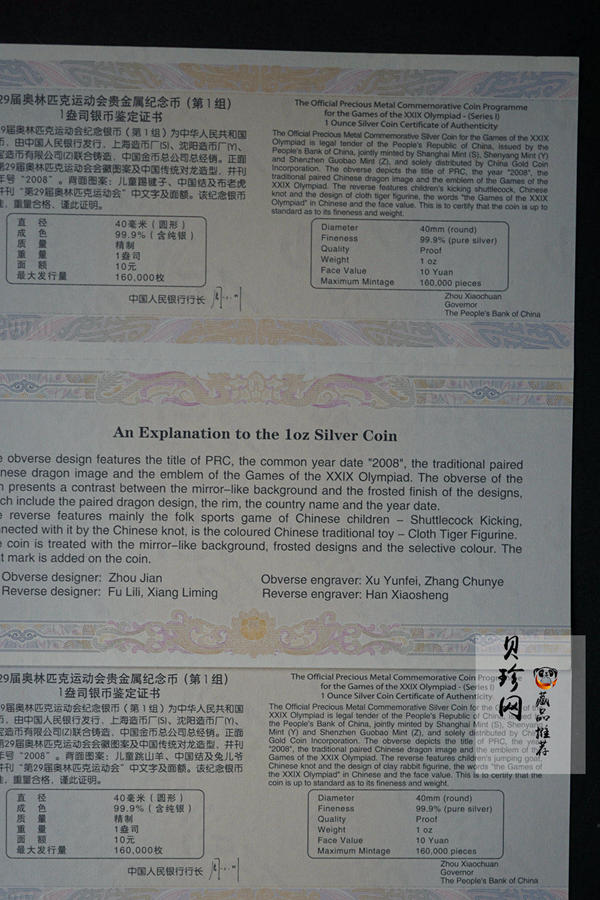 29届奥林匹克运动会贵金属纪念币（第1组）
1盎司银币鉴定证书
29届奥林匹克运动会纪念银币（第1组）为中华人民共和国
币，由中国人民银行发行，上海造币厂(S)、沈阳造币厂(Y)、
宝造币有限公司(Z)联合铸造，中国金币总公司总经销。正面
第29届奥林匹克运动会会徽图案及中国传统对龙造型，并刊
年号“2008”。背面图案：儿童踢毽子、中国结及布老虎
并刊“第29届奥林匹克运动会”中文字及面额。该纪念银币
，重量合格，谨此证明。
直 径 40毫米（圆形）
成 色 99.9%（含纯银）
质 量 精制
重 量 1盎司
面 额 10元
最大发行量 160,000枚
中国人民银行行长
The Official Precious Metal Commemorative Coin Programme
for the Games of the XXIX Olympiad - (Series I)
1 Ounce Silver Coin Certificate of Authenticity
The Official Precious Metal Commemorative Silver Coin for the Games of the XXIX
Olympiad is legal tender of the People's Republic of China, issued by the
People's Bank of China, jointly minted by Shanghai Mint (S), Shenyang Mint (Y)
and Shenzhen Guobao Mint (Z), and solely distributed by China Gold Coin
Incorporation. The obverse depicts the title of PRC, the year "2008", the
traditional paired Chinese dragon image and the emblem of the Games of the
XXIX Olympiad. The reverse features children's kicking shuttlecock, Chinese
knot and the design of cloth tiger figurine, the words "the Games of the XXIX
Olympiad" in Chinese and the face value. This is to certify that the coin is up to
standard as to its fineness and weight.
Diameter 40mm (round)
Fineness 99.9% (pure silver)
Quality Proof
Weight 1 oz
Face Value 10 Yuan
Maximum Mintage 160,000 pieces
Zhou Xiaochuan
Governor
The People's Bank of China
An Explanation to the 1oz Silver Coin
e obverse design features the title of PRC, the common year date "2008", the traditional paired
nese dragon image and the emblem of the Games of the XXIX Olympiad. The obverse of the
n presents a contrast between the mirror-like background and the frosted finish of the designs,
ch include the paired dragon design, the rim, the country name and the year date.
e reverse features mainly the folk sports game of Chinese children – Shuttlecock Kicking,
nnected with it by the Chinese knot, is the coloured Chinese traditional toy – Cloth Tiger Figurine.
e coin is treated with the mirror-like background, frosted designs and the selective colour. The
t mark is added on the coin.
Obverse designer: Zhou Jian Obverse engraver: Xu Yunfei, Zhang Chunye
Reverse designer: Fu Lili, Xiang Liming Reverse engraver: Han Xiaosheng
29届奥林匹克运动会贵金属纪念币（第1组）
1盎司银币鉴定证书
29届奥林匹克运动会纪念银币（第1组）为中华人民共和国
币，由中国人民银行发行，上海造币厂(S)、沈阳造币厂(Y)、
宝造币有限公司(Z)联合铸造，中国金币总公司总经销。正面
第29届奥林匹克运动会会徽图案及中国传统对龙造型，并刊
年号“2008”。背面图案：儿童跳山羊、中国结及兔儿爷
并刊“第29届奥林匹克运动会”中文字及面额。该纪念银币
，重量合格，谨此证明。
直 径 40毫米（圆形）
成 色 99.9%（含纯银）
质 量 精制
重 量 1盎司
面 额 10元
最大发行量 160,000枚
中国人民银行行长
The Official Precious Metal Commemorative Coin Programme
for the Games of the XXIX Olympiad - (Series I)
1 Ounce Silver Coin Certificate of Authenticity
The Official Precious Metal Commemorative Silver Coin for the Games of the
XXIX Olympiad is legal tender of the People's Republic of China, issued by
the People's Bank of China, jointly minted by Shanghai Mint (S), Shenyang
Mint (Y) and Shenzhen Guobao Mint (Z), and solely distributed by China
Gold Coin Incorporation. The obverse depicts the title of PRC, the year
"2008", the traditional paired Chinese dragon image and the emblem of the
Games of the XXIX Olympiad. The reverse features children's jumping goat,
Chinese knot and the design of clay rabbit figurine, the words "the Games of
the XXIX Olympiad" in Chinese and the face value. This is to certify that the
coin is up to standard as to its fineness and weight.
Diameter 40mm (round)
Fineness 99.9% (pure silver)
Quality Proof
Weight 1 oz
Face Value 10 Yuan
Maximum Mintage 160,000 pieces
Zhou Xiaochuan
Governor
The People's Bank of China
贝珍网
藏品推荐